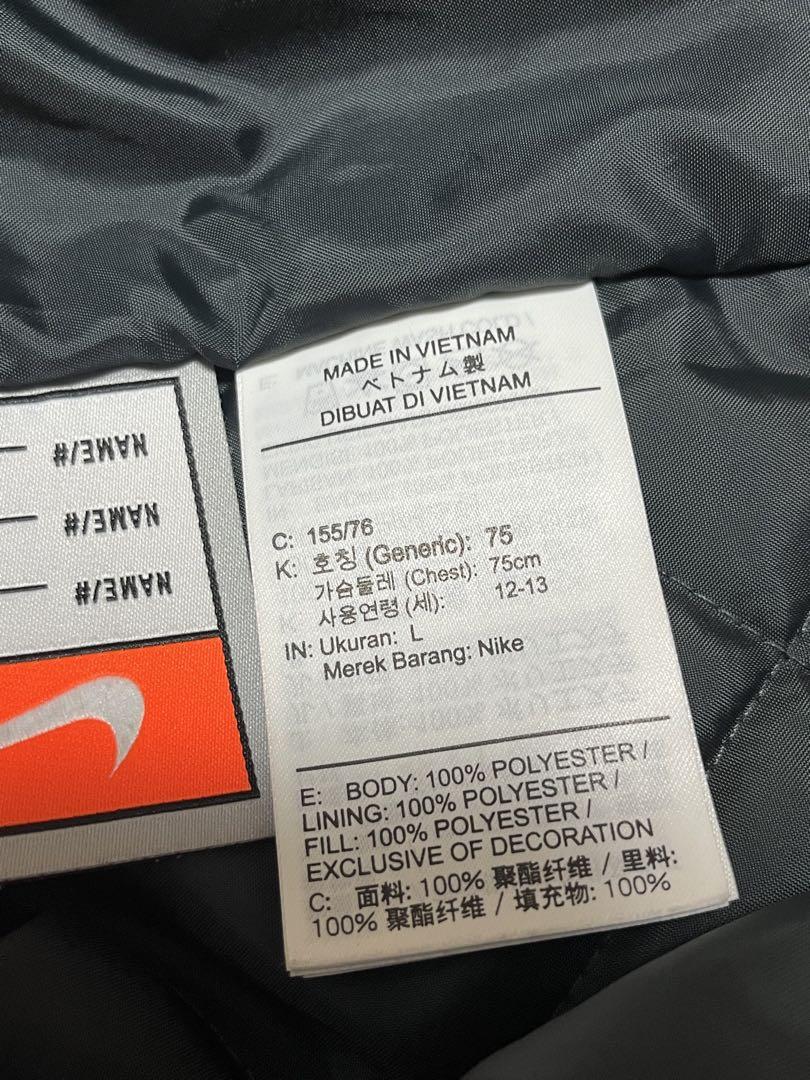 MADE IN VIETNAM
ベトナム製
DIBUAT DI VIETNAM
C: 155/76
K: 호칭 (Generic): 75
가슴둘레 (Chest): 75cm
사용연령 (세): 12-13
IN: Ukuran: L
Merek Barang: Nike
E: BODY: 100% POLYESTER /
LINING: 100% POLYESTER /
FILL: 100% POLYESTER /
EXCLUSIVE OF DECORATION
C: 面料: 100% 聚酯纤维 / 里料:
100% 聚酯纤维 / 填充物: 100%
NAME/#
NAME/#
NAME/#